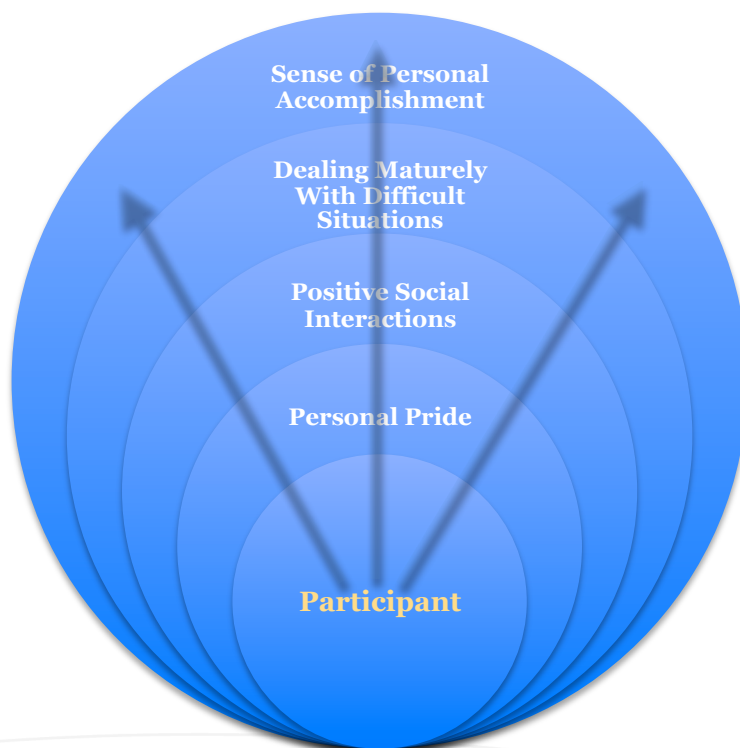 Sense of Personal
Accomplishment
Dealing Maturely
With Difficult
Situations
Positive Social
Interactions
Personal Pride
Participant